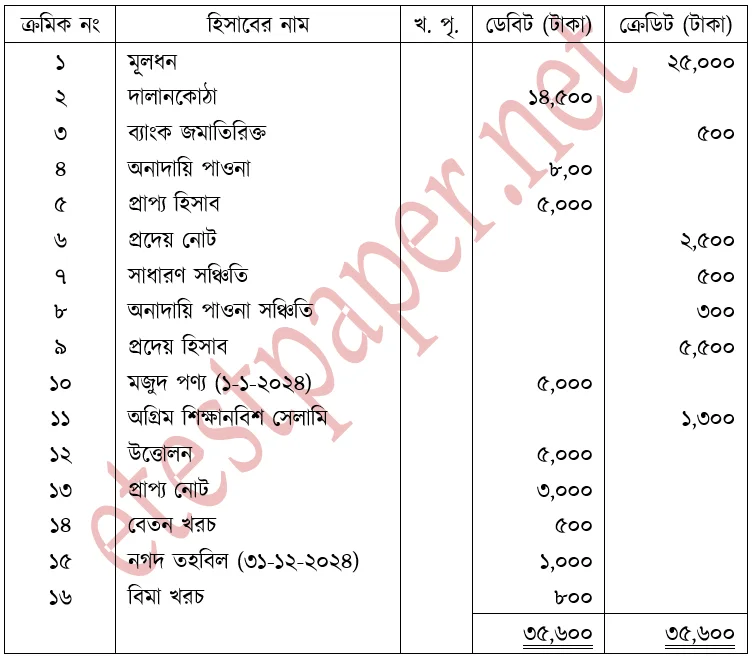 ক্রমিক নং হিসাবের নাম খ. পৃ. ডেবিট (টাকা) ক্রেডিট (টাকা)
১ মূলধন ২৫,০০০
২ দালানকোঠা ১৪,৫০০
৩ ব্যাংক জমাতিরিক্ত ৫০০
৪ অনাদায়ি পাওনা ৮,০০
৫ প্রাপ্য হিসাব ৫,০০০
৬ প্রদেয় নোট ২,৫০০
৭ সাধারণ সঞ্চিতি ৫০০
৮ অনাদায়ি পাওনা সঞ্চিতি ৩০০
৯ প্রদেয় হিসাব ৫,৫০০
১০ মজুদ পণ্য (১-১-২০২৪) ৫,০০০
১১ অগ্রিম শিক্ষানবিশ সেলামি ১,৩০০
১২ উত্তোলন ৫,০০০
১৩ প্রাপ্য নোট ৩,০০০
১৪ বেতন খরচ ৫০০
১৫ নগদ তহবিল (৩১-১২-২০২৪) ১,০০০
১৬ বিমা খরচ ৮০০
৩৫,৬০০ ৩৫,৬০০
etestpaper.net